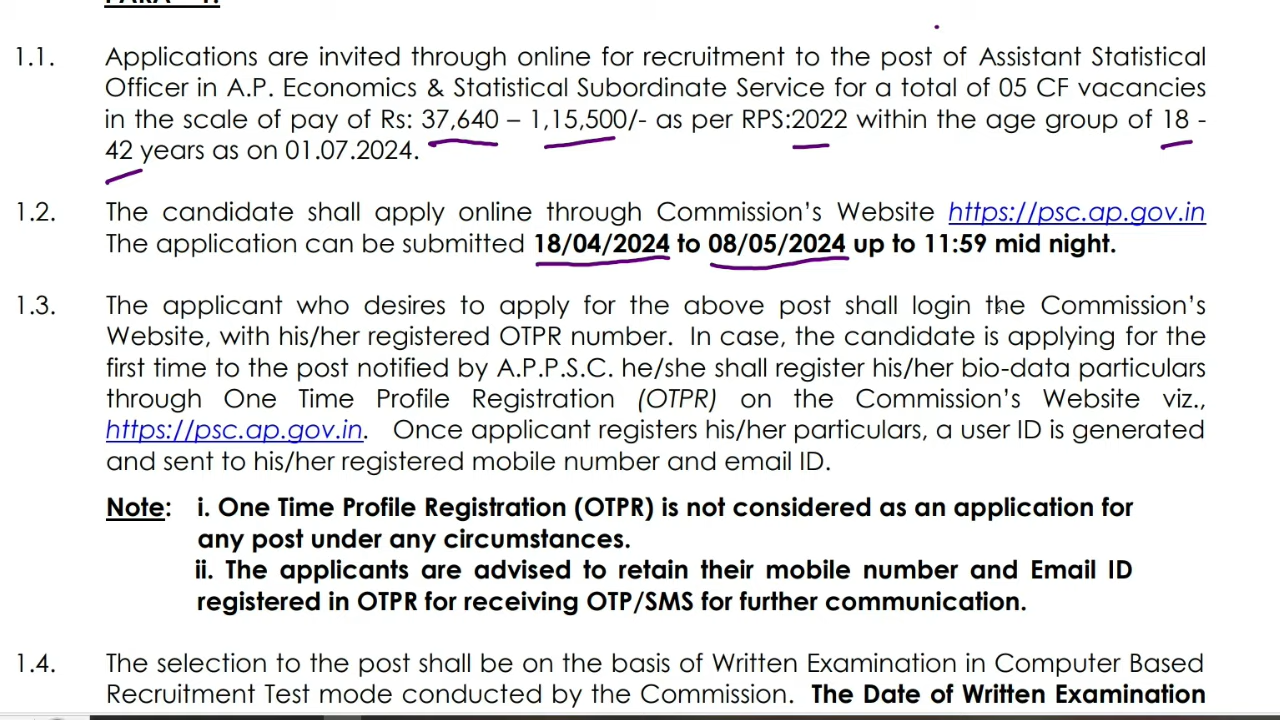 PARA – 1:
1.1. Applications are invited through online for recruitment to the post of Assistant Statistical
Officer in A.P. Economics & Statistical Subordinate Service for a total of 05 CF vacancies
in the scale of pay of Rs: 37,640 – 1,15,500/- as per RPS:2022 within the age group of 18 -
42 years as on 01.07.2024.
1.2. The candidate shall apply online through Commission's Website https://psc.ap.gov.in
The application can be submitted 18/04/2024 to 08/05/2024 up to 11:59 mid night.
1.3. The applicant who desires to apply for the above post shall login the Commission's
Website, with his/her registered OTPR number. In case, the candidate is applying for the
first time to the post notified by A.P.P.S.C. he/she shall register his/her bio-data particulars
through One Time Profile Registration (OTPR) on the Commission's Website viz.,
https://psc.ap.gov.in. Once applicant registers his/her particulars, a user ID is generated
and sent to his/her registered mobile number and email ID.
Note: i. One Time Profile Registration (OTPR) is not considered as an application for
any post under any circumstances.
ii. The applicants are advised to retain their mobile number and Email ID
registered in OTPR for receiving OTP/SMS for further communication.
1.4. The selection to the post shall be on the basis of Written Examination in Computer Based
Recruitment Test mode conducted by the Commission. The Date of Written Examination